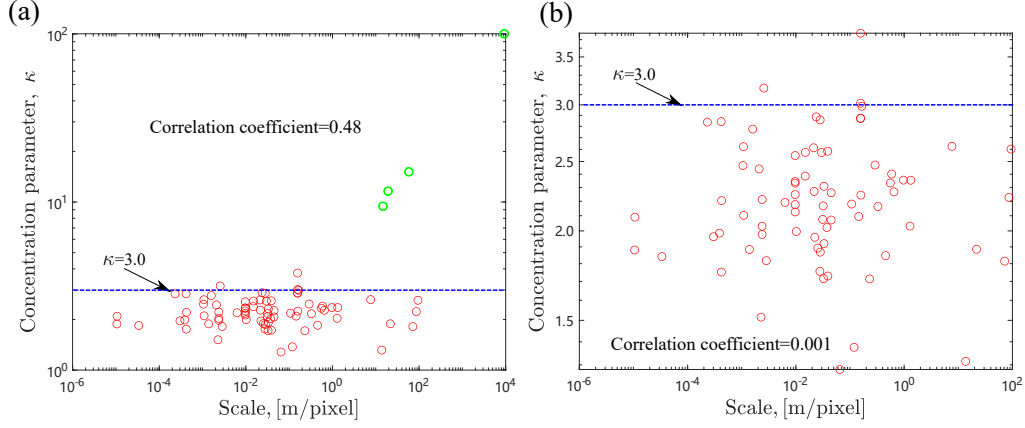 (a)
Concentration parameter, κ
10^2
10^1
10^0
Correlation coefficient=0.48
κ=3.0
10^-6
10^-4
10^-2
10^0
10^2
10^4
Scale, [m/pixel]
(b)
Concentration parameter, κ
3.5
3.0
2.5
2.0
1.5
κ=3.0
Correlation coefficient=0.001
10^-6
10^-4
10^-2
10^0
10^2
Scale, [m/pixel]